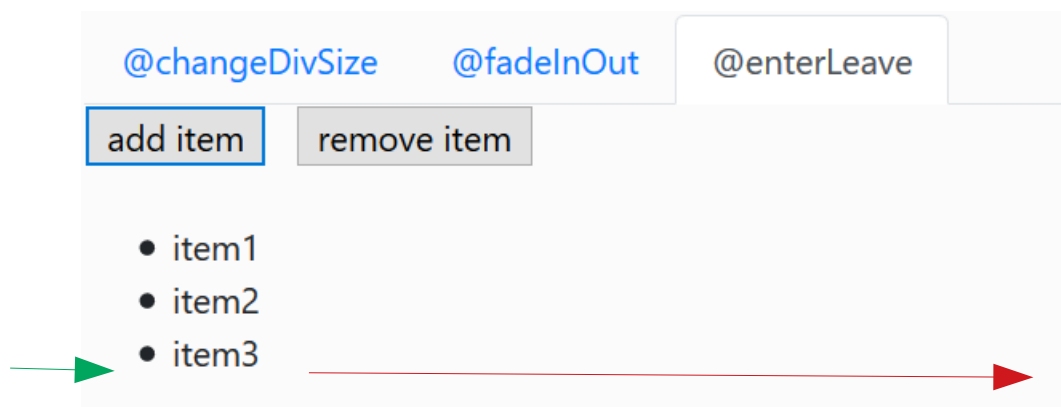 @changeDivSize @fadeInOut @enterLeave
add item remove item
item1
item2
item3